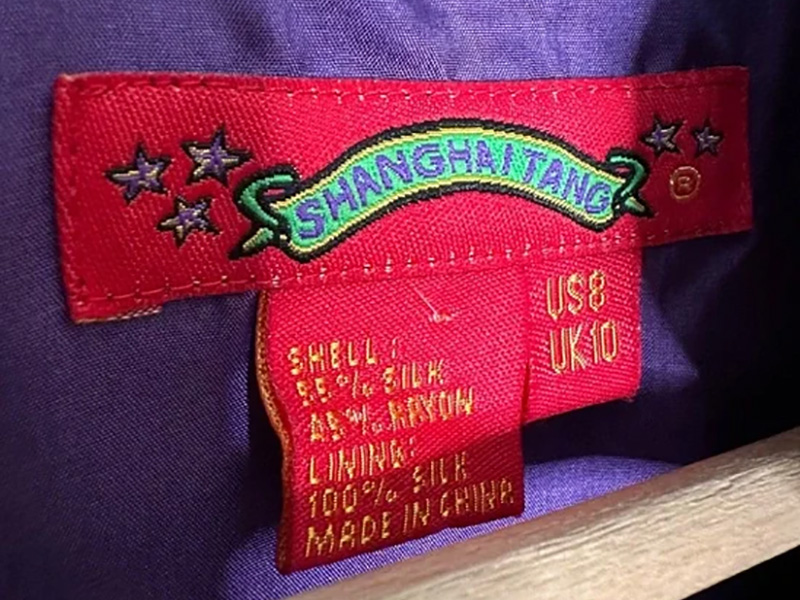 SHANGHAI TANG
®
US8
UK10
SHELL:
55% SILK
45% RAYON
LINING:
100% SILK
MADE IN CHINA